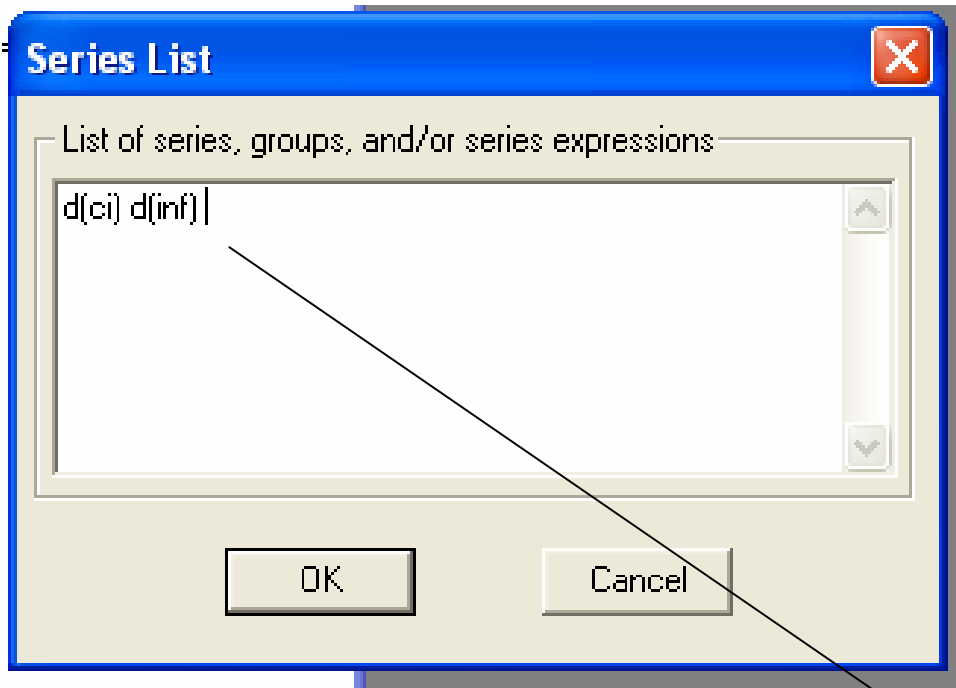 Series List
List of series, groups, and/or series expressions
d(ci) d(inf)
OK
Cancel